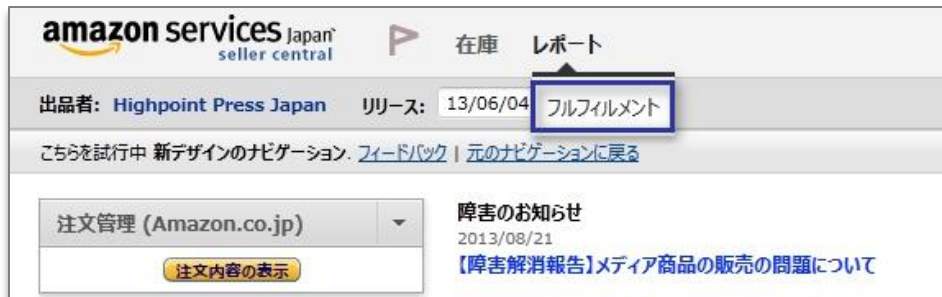 amazon services Japan
seller central
在庫 レポート
出品者: Highpoint Press Japan リリース: 13/06/04 フルフィルメント
こちらを試行中 新デザインのナビゲーション. フィードバック | 元のナビゲーションに戻る
注文管理 (Amazon.co.jp)
注文内容の表示
障害のお知らせ
2013/08/21
【障害解消報告】メディア商品の販売の問題について